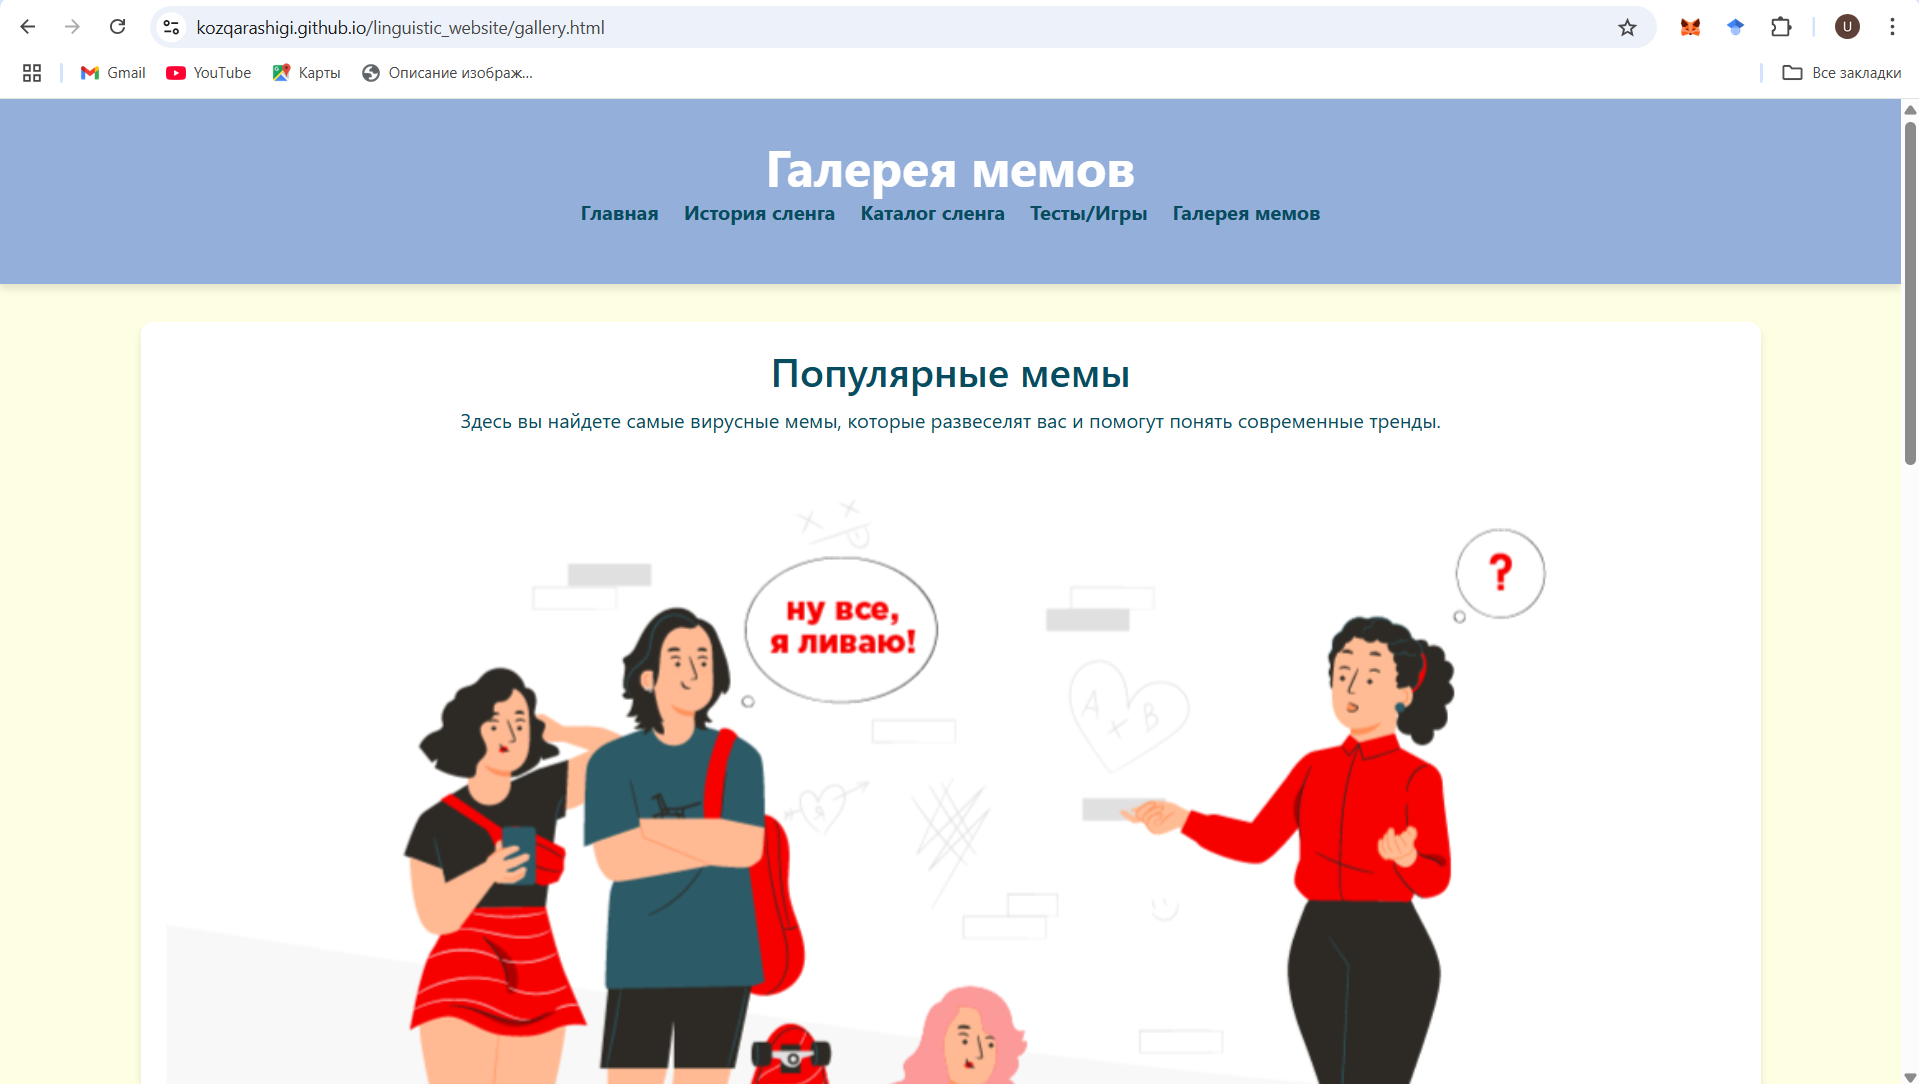 kozqarashigi.github.io/linguistic_website/gallery.html
U
Gmail YouTube Карты Описание изображ... Все закладки
Галерея мемов
Главная История сленга Каталог сленга Тесты/Игры Галерея мемов
Популярные мемы
Здесь вы найдете самые вирусные мемы, которые развеселят вас и помогут понять современные тренды.
?
ну все,
я ливаю!
A + B
Я